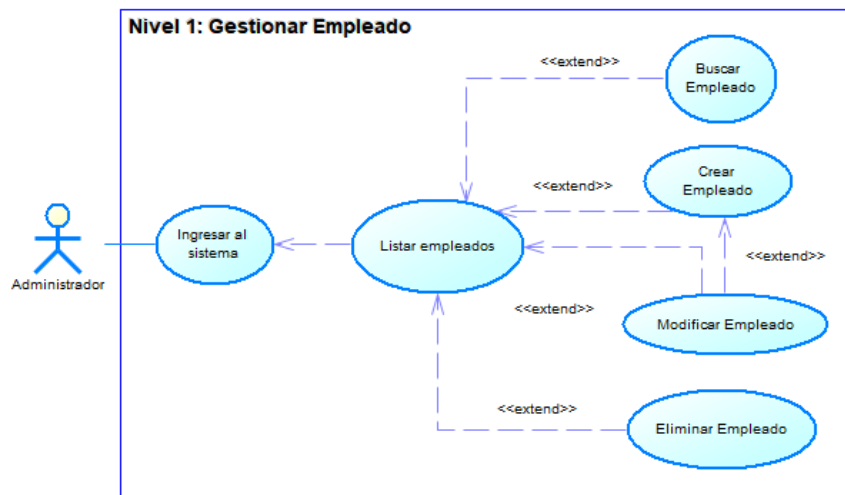 Nivel 1: Gestionar Empleado
<<extend>>
Buscar
Empleado
<<extend>>
Crear
Empleado
Ingresar al
sistema
Listar empleados
<<extend>>
Administrador
<<extend>>
Modificar Empleado
<<extend>>
Eliminar Empleado